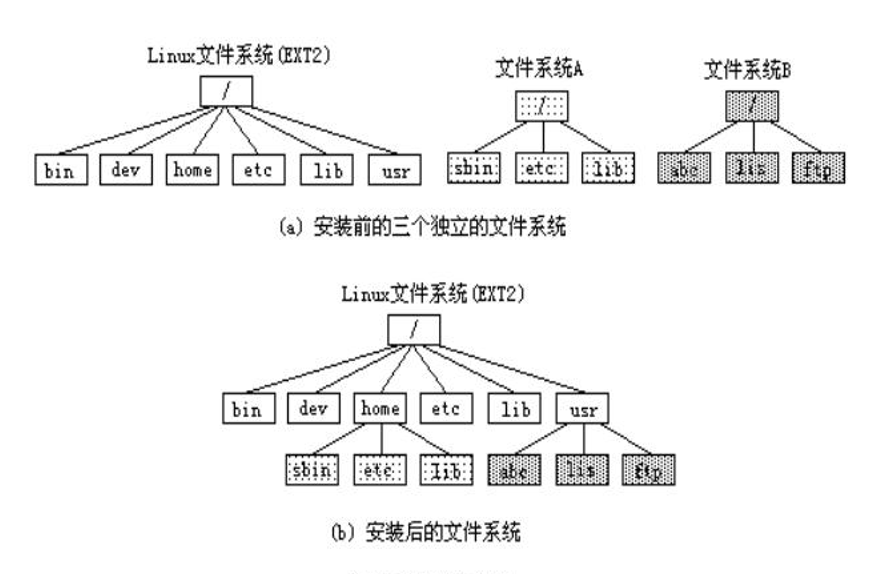 Linux文件系统(EXT2)
文件系统A
文件系统B
/
/
/
bin dev home etc lib usr
sbin etc lib
abc lis ftp
(a) 安装前的三个独立的文件系统
Linux文件系统(EXT2)
/
bin dev home etc lib usr
sbin etc lib abc lis ftp
(b) 安装后的文件系统